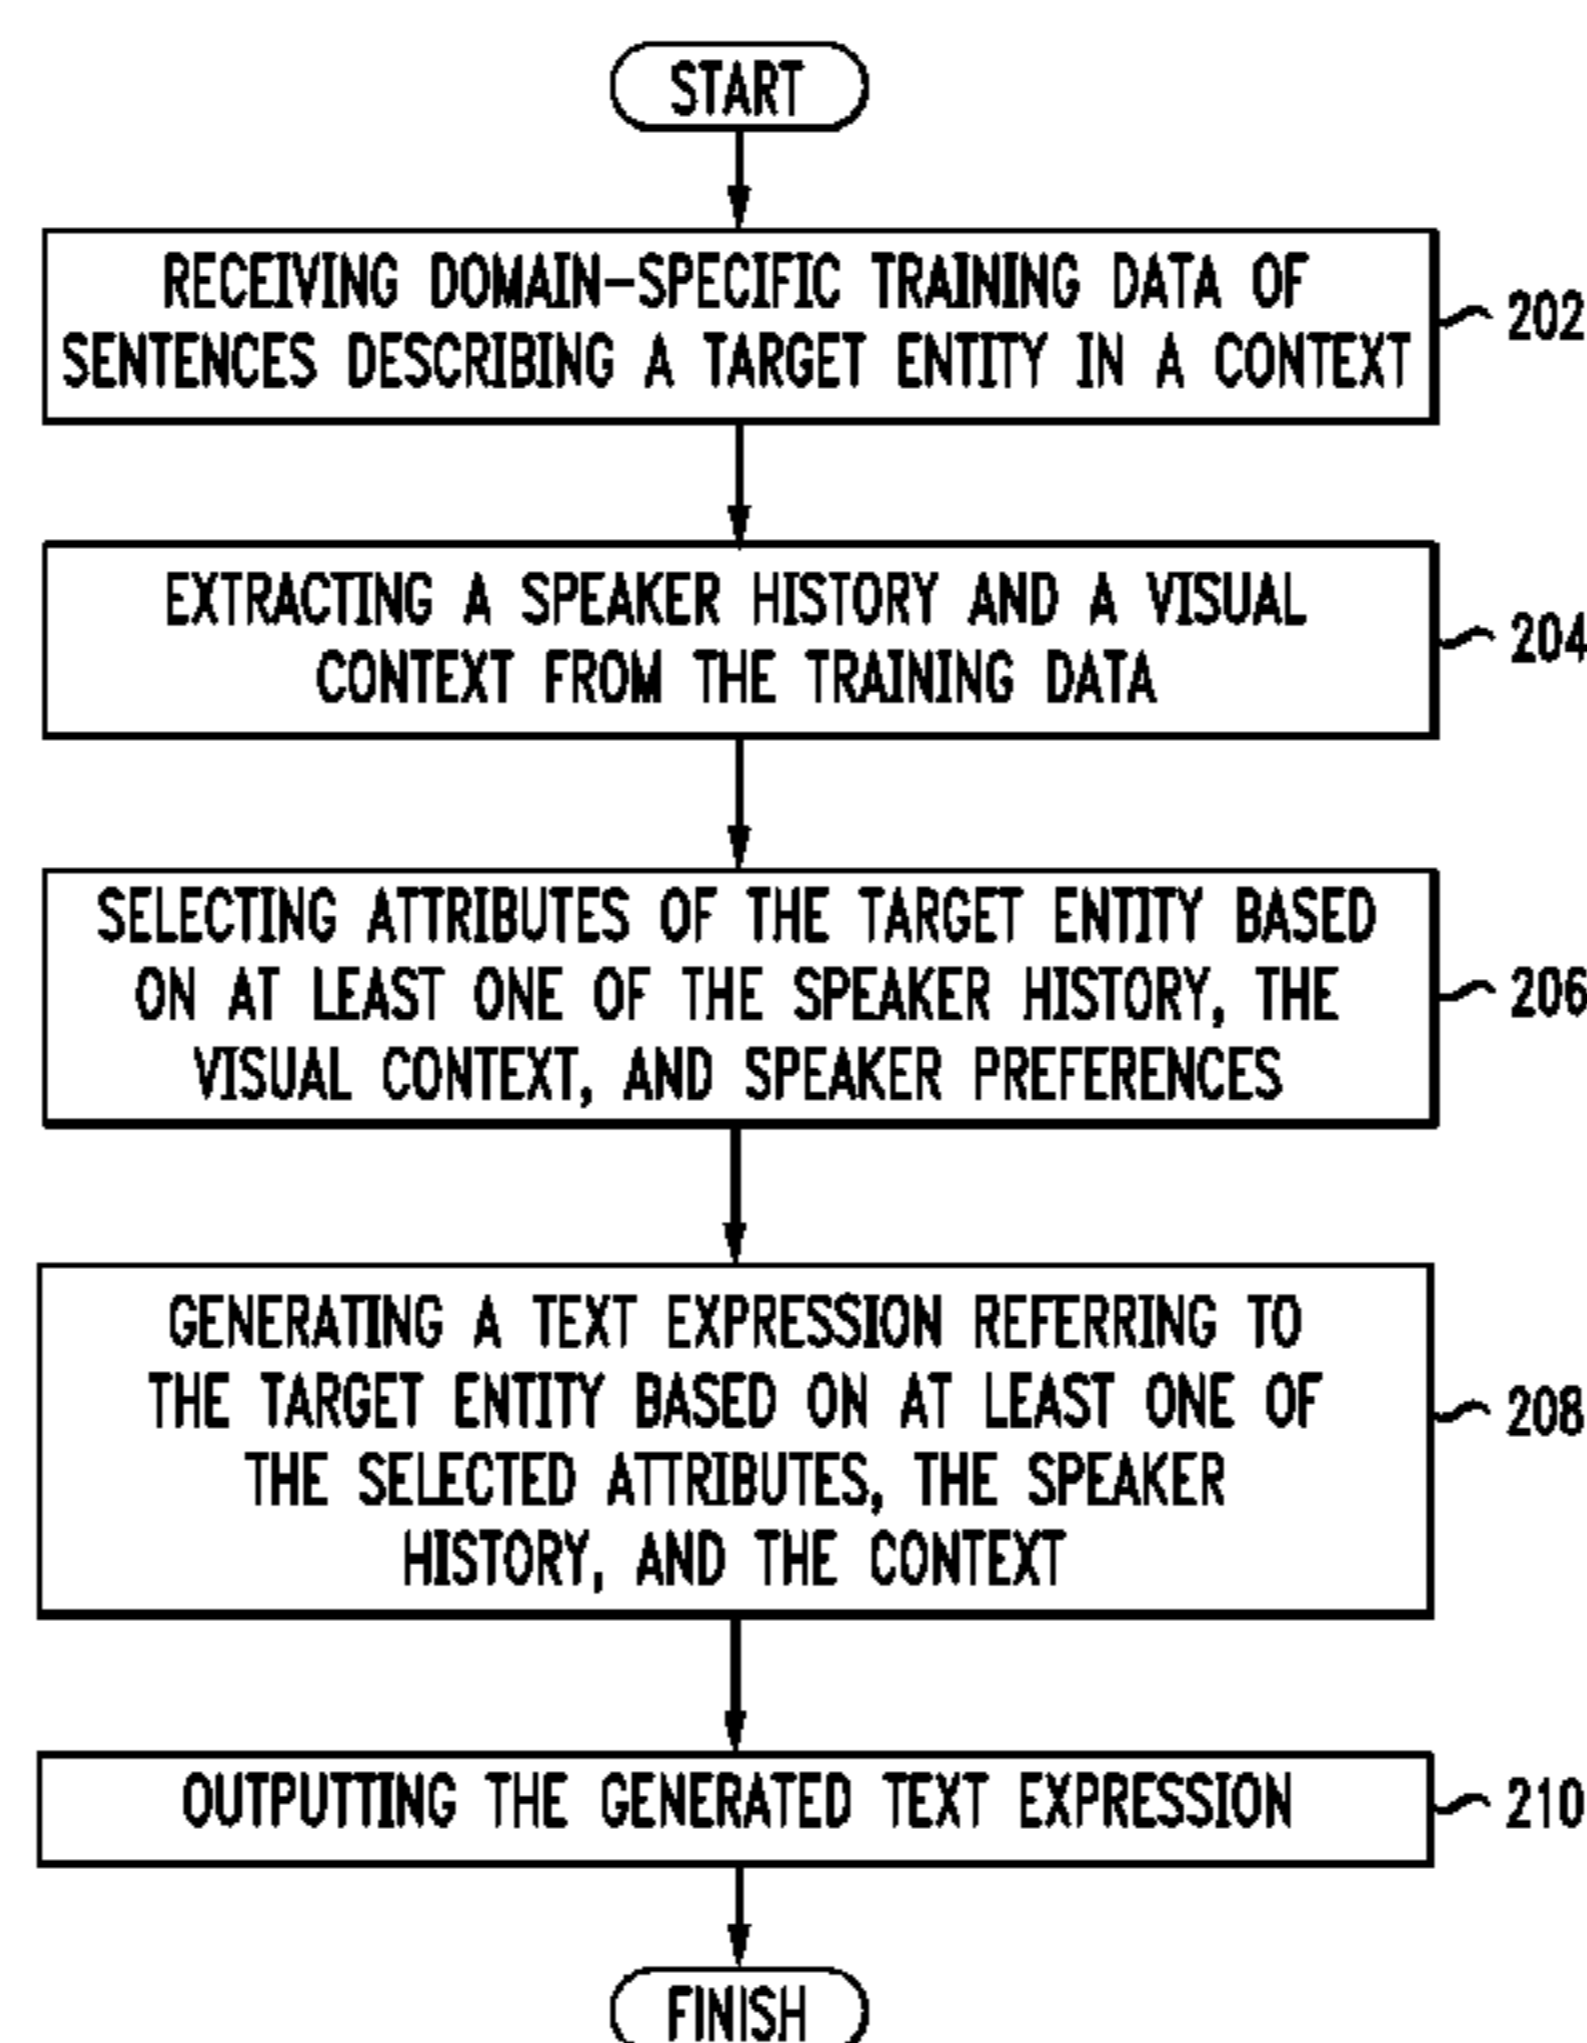 START
RECEIVING DOMAIN-SPECIFIC TRAINING DATA OF
SENTENCES DESCRIBING A TARGET ENTITY IN A CONTEXT
202
EXTRACTING A SPEAKER HISTORY AND A VISUAL
CONTEXT FROM THE TRAINING DATA
204
SELECTING ATTRIBUTES OF THE TARGET ENTITY BASED
ON AT LEAST ONE OF THE SPEAKER HISTORY, THE
VISUAL CONTEXT, AND SPEAKER PREFERENCES
206
GENERATING A TEXT EXPRESSION REFERRING TO
THE TARGET ENTITY BASED ON AT LEAST ONE OF
THE SELECTED ATTRIBUTES, THE SPEAKER
HISTORY, AND THE CONTEXT
208
OUTPUTTING THE GENERATED TEXT EXPRESSION
210
FINISH